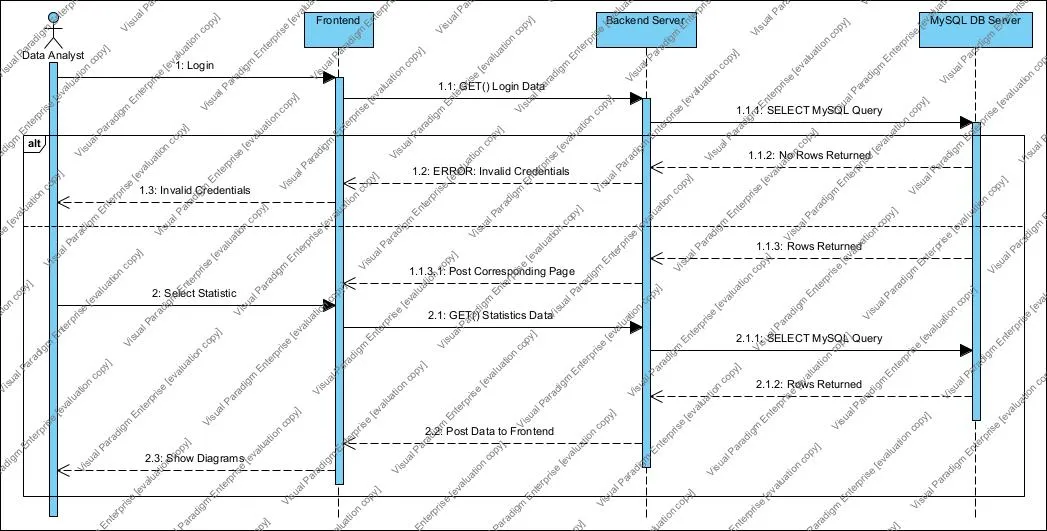 Data Analyst
Frontend
Backend Server
MySQL DB Server
1: Login
1.1: GET() Login Data
1.1.1: SELECT MySQL Query
alt
1.1.2: No Rows Returned
1.2: ERROR: Invalid Credentials
1.3: Invalid Credentials
1.1.3: Rows Returned
1.1.3.1: Post Corresponding Page
2: Select Statistic
2.1: GET() Statistics Data
2.1.1: SELECT MySQL Query
2.1.2: Rows Returned
2.2: Post Data to Frontend
2.3: Show Diagrams
Visual Paradigm Enterprise [evaluation copy]